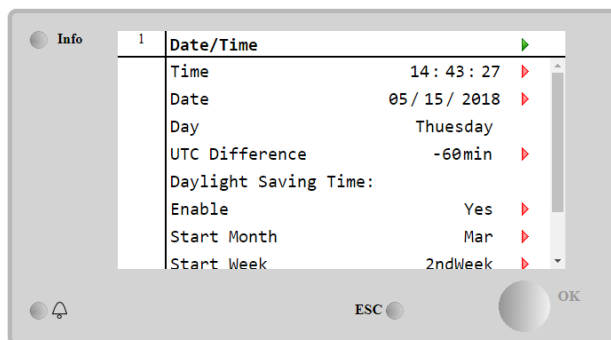 Info
1 Date/Time
Time 14:43:27
Date 05/15/2018
Day Thuesday
UTC Difference -60min
Daylight Saving Time:
Enable Yes
Start Month Mar
Start Week 2ndWeek
ESC
OK